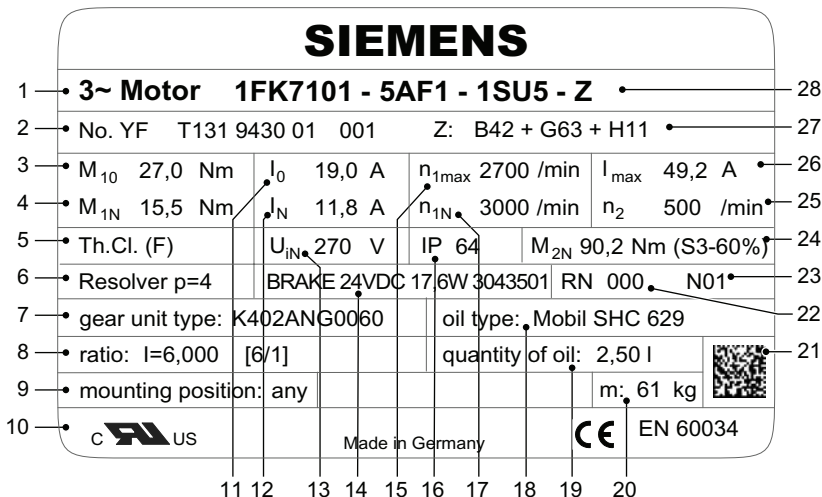 SIEMENS
1 3~ Motor 1FK7101 - 5AF1 - 1SU5 - Z 28
2 No. YF T131 9430 01 001 Z: B42 + G63 + H11 27
3 M10 27,0 Nm I0 19,0 A n1max 2700 /min Imax 49,2 A 26
4 M1N 15,5 Nm IN 11,8 A n1N 3000 /min n2 500 /min 25
5 Th.Cl. (F) UiN 270 V IP 64 M2N 90,2 Nm (S3-60%) 24
6 Resolver p=4 BRAKE 24VDC 17,6W 3043501 RN 000 N01 23
22
7 gear unit type: K402ANG0060 oil type: Mobil SHC 629
8 ratio: I=6,000 [6/1] quantity of oil: 2,50 l 21
9 mounting position: any m: 61 kg
10 C RU US Made in Germany CE EN 60034
11 12 13 14 15 16 17 18 19 20